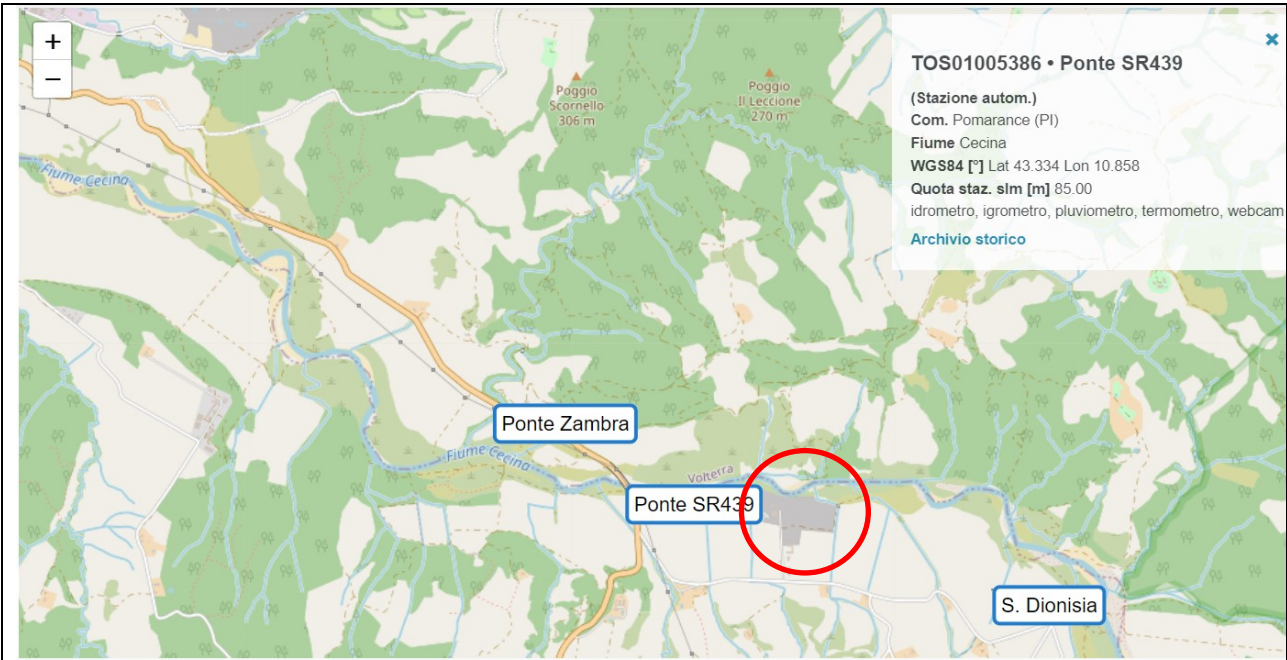 +
−
Poggio
Scornello
306 m
Poggio
Il Leccione
270 m
TOS01005386 • Ponte SR439
(Stazione autom.)
Com. Pomarance (PI)
Fiume Cecina
WGS84 [°] Lat 43.334 Lon 10.858
Quota staz. slm [m] 85.00
idrometro, igrometro, pluviometro, termometro, webcam
Archivio storico
Fiume Cecina
Ponte Zambra
Fiume Cecina
Volterra
Ponte SR439
S. Dionisia